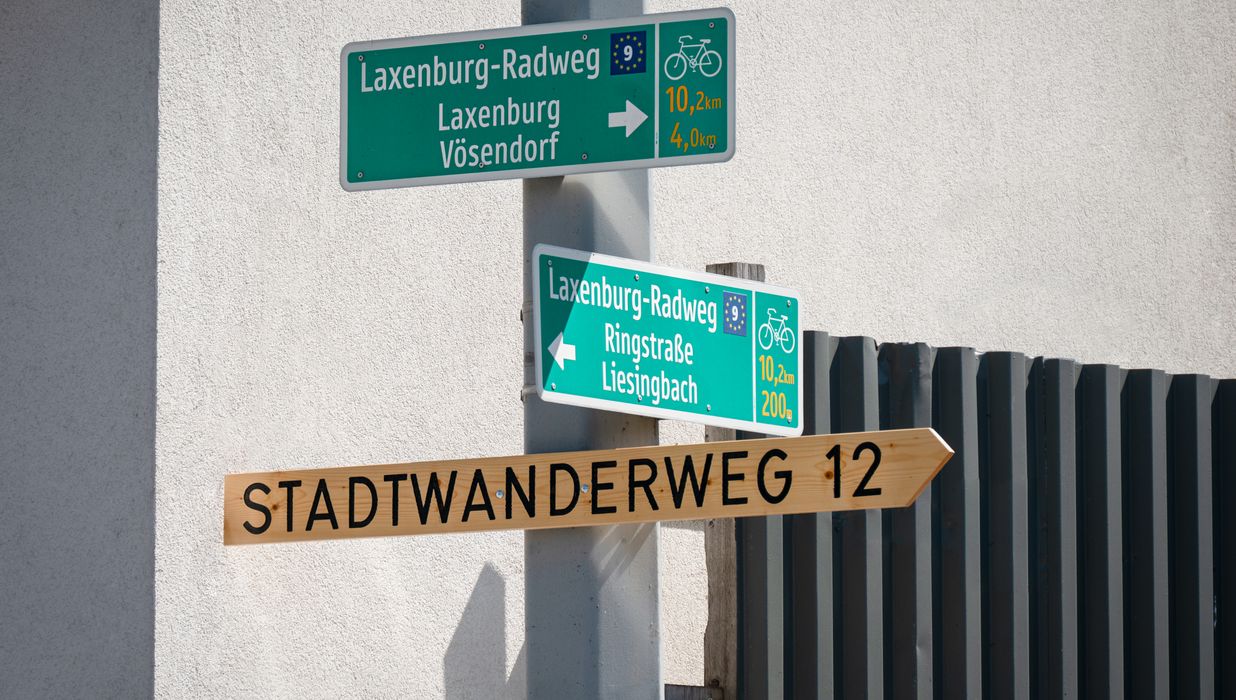 Laxenburg-Radweg 9
Laxenburg 10,2km
Vösendorf 4,0km
Laxenburg-Radweg 9
Ringstraße 10,2km
Liesingbach 200m
STADTWANDERWEG 12